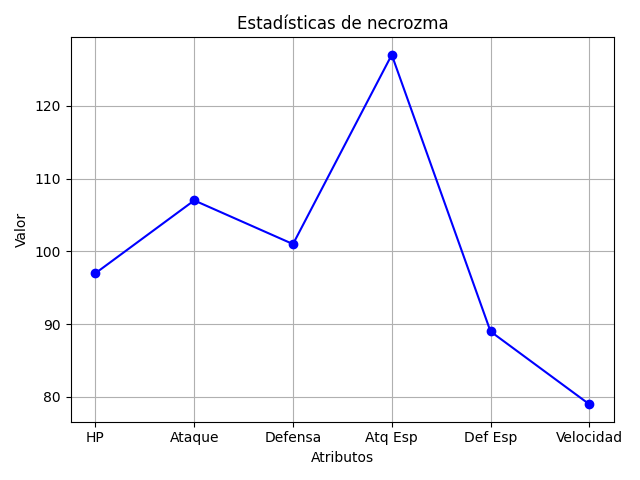 Estadísticas de necrozma
Valor
120
110
100
90
80
HP Ataque Defensa Atq Esp Def Esp Velocidad
Atributos